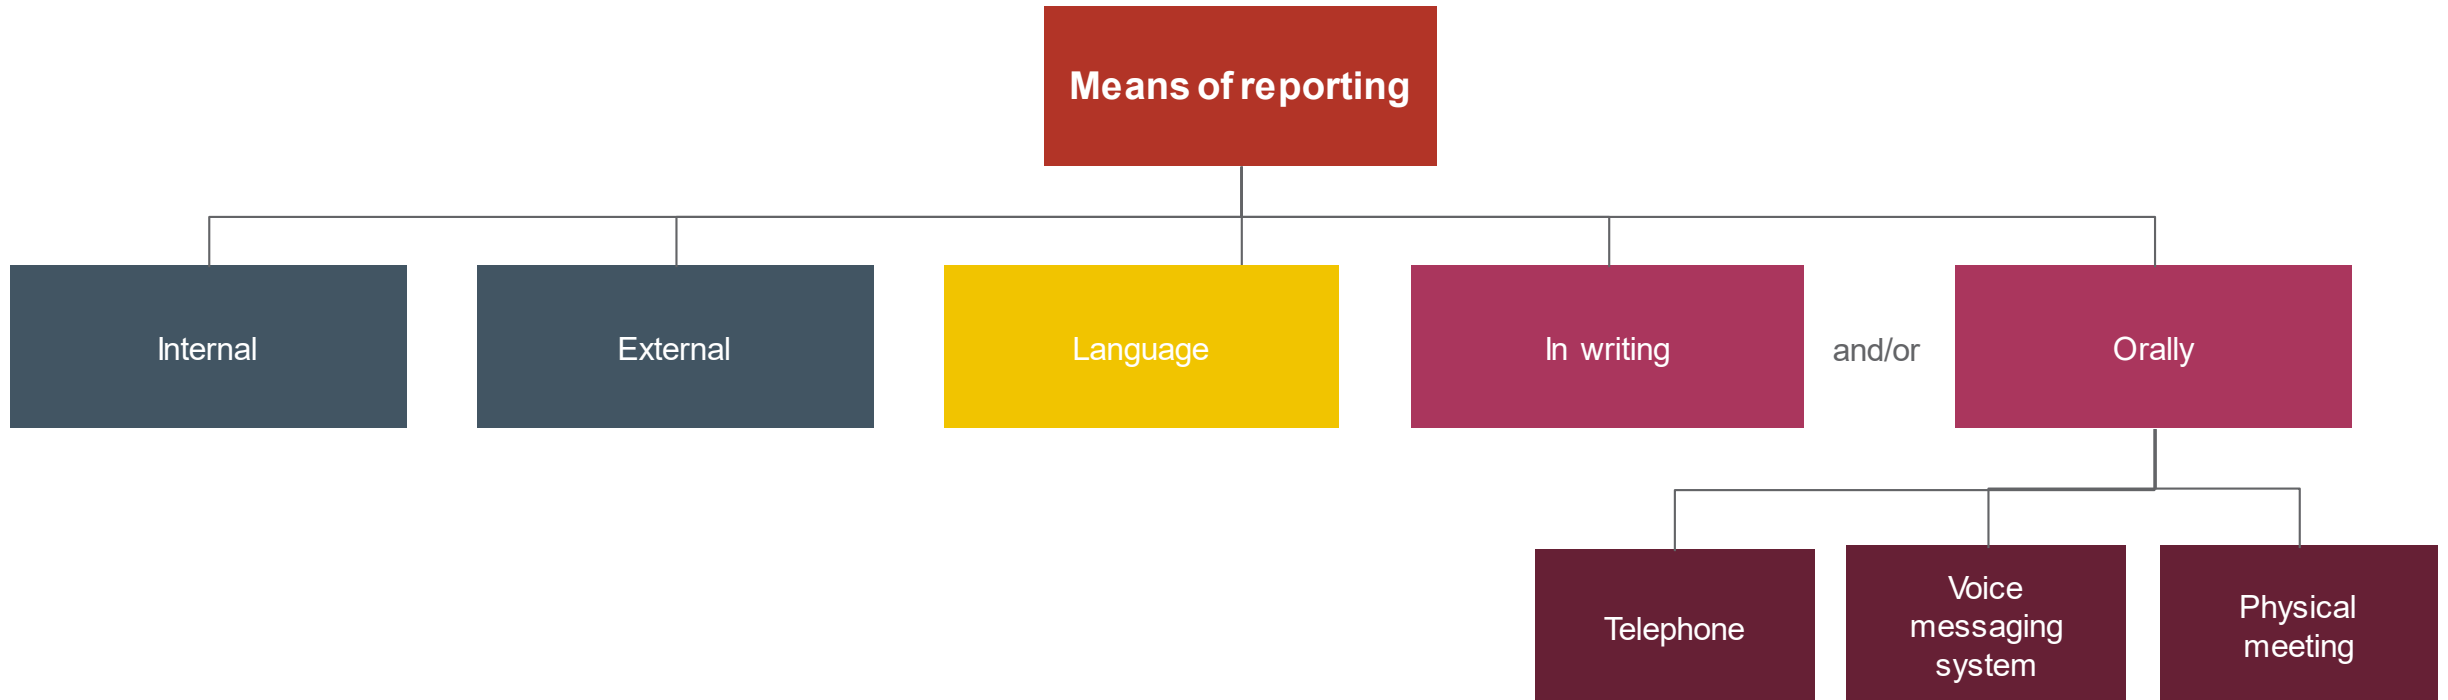 Means of reporting
Internal
External
Language
In writing
and/or
Orally
Telephone
Voice
messaging
system
Physical
meeting